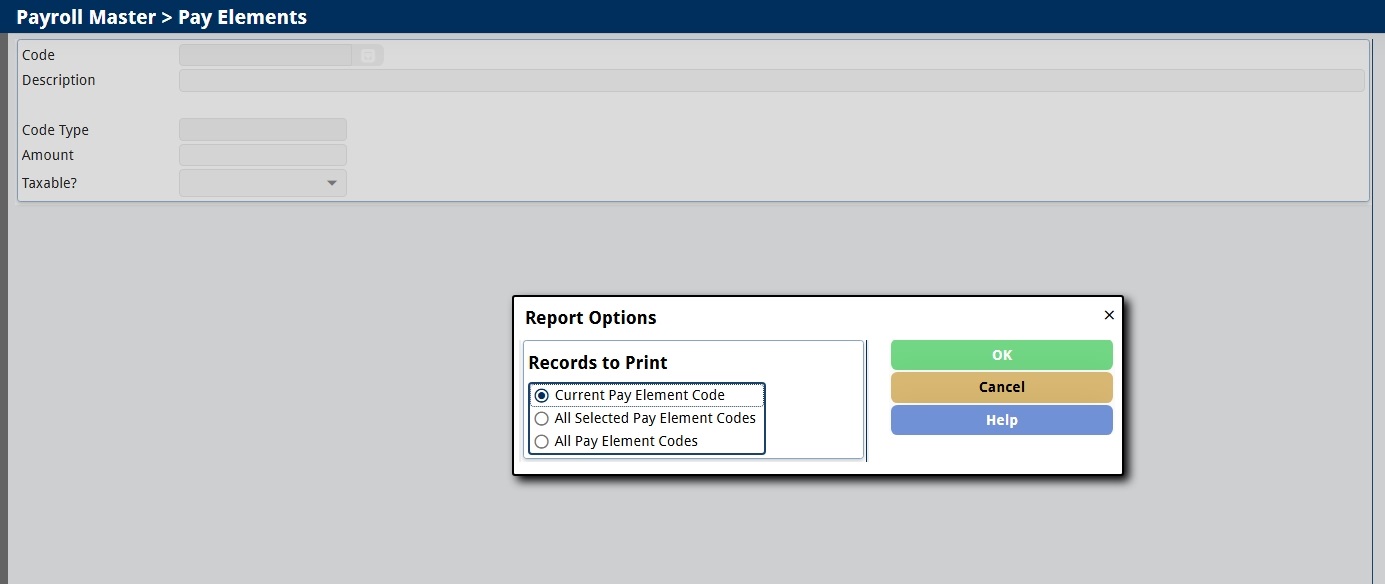 Payroll Master > Pay Elements
Code
Description
Code Type
Amount
Taxable?
Report Options
×
Records to Print
Current Pay Element Code
All Selected Pay Element Codes
All Pay Element Codes
OK
Cancel
Help